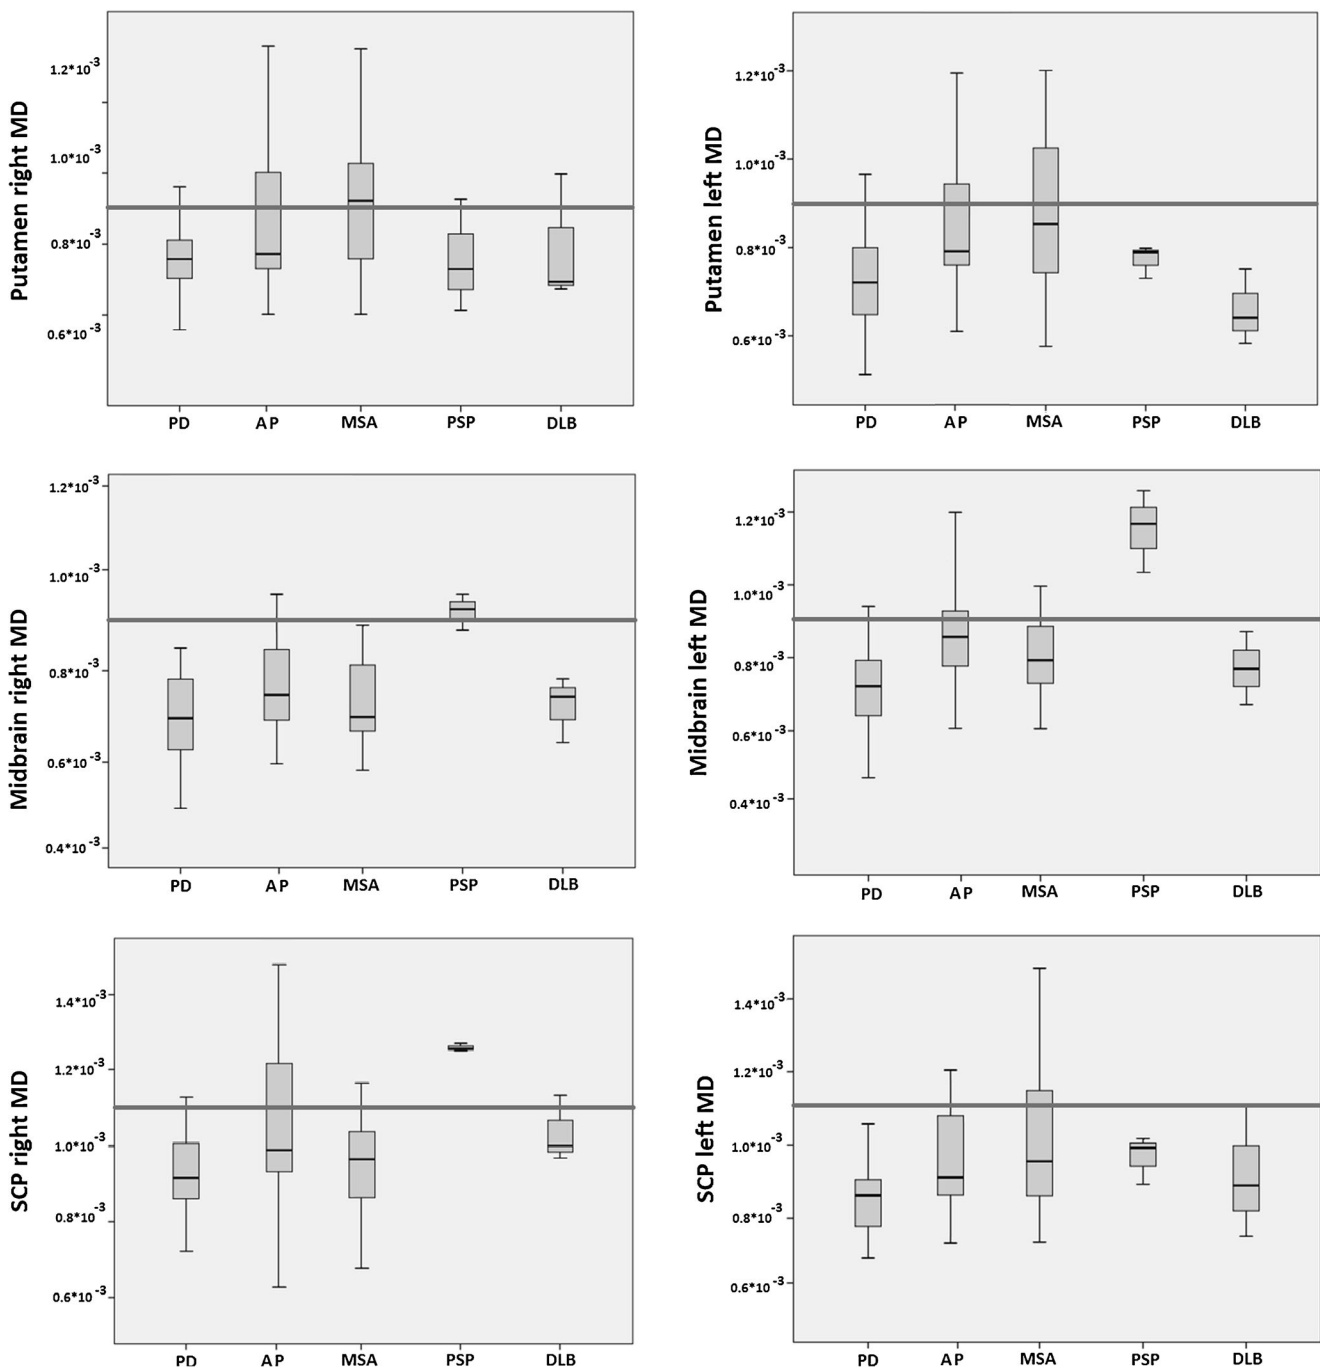 Putamen right MD
1.2*10⁻³
1.0*10⁻³
0.8*10⁻³
0.6*10⁻³
PD AP MSA PSP DLB
Putamen left MD
1.2*10⁻³
1.0*10⁻³
0.8*10⁻³
0.6*10⁻³
PD AP MSA PSP DLB
Midbrain right MD
1.2*10⁻³
1.0*10⁻³
0.8*10⁻³
0.6*10⁻³
0.4*10⁻³
PD AP MSA PSP DLB
Midbrain left MD
1.2*10⁻³
1.0*10⁻³
0.8*10⁻³
0.6*10⁻³
0.4*10⁻³
PD AP MSA PSP DLB
SCP right MD
1.4*10⁻³
1.2*10⁻³
1.0*10⁻³
0.8*10⁻³
0.6*10⁻³
PD AP MSA PSP DLB
SCP left MD
1.4*10⁻³
1.2*10⁻³
1.0*10⁻³
0.8*10⁻³
0.6*10⁻³
PD AP MSA PSP DLB